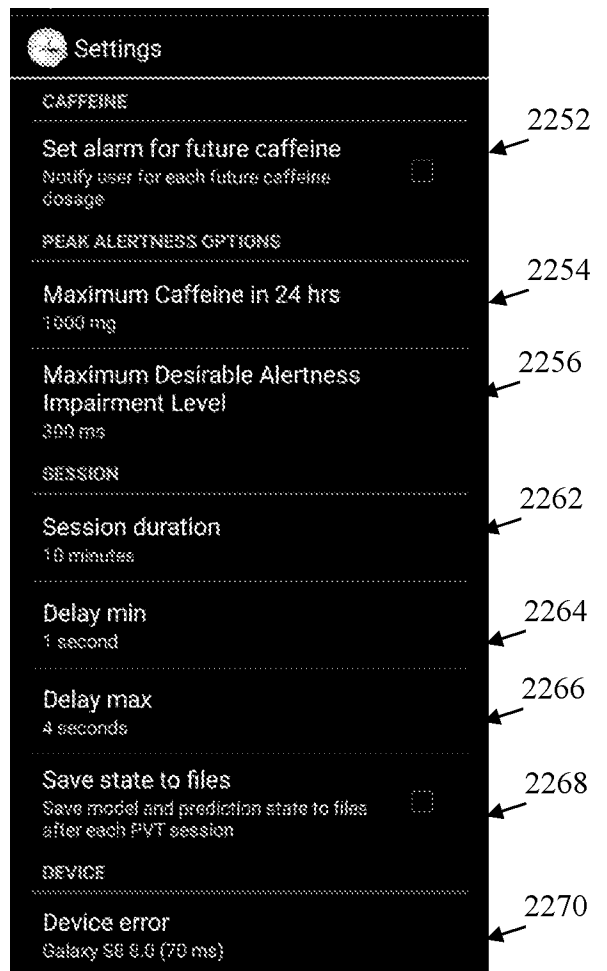 Settings
CAFFEINE
2252
Set alarm for future caffeine
Notify user for each future caffeine
dosage
PEAK ALERTNESS OPTIONS
2254
Maximum Caffeine in 24 hrs
1000 mg
2256
Maximum Desirable Alertness
Impairment Level
300 ms
SESSION
2262
Session duration
10 minutes
2264
Delay min
1 second
2266
Delay max
4 seconds
2268
Save state to files
Save model and prediction state to files
after each PVT session
DEVICE
2270
Device error
Galaxy S8 8.0 (70 ms)